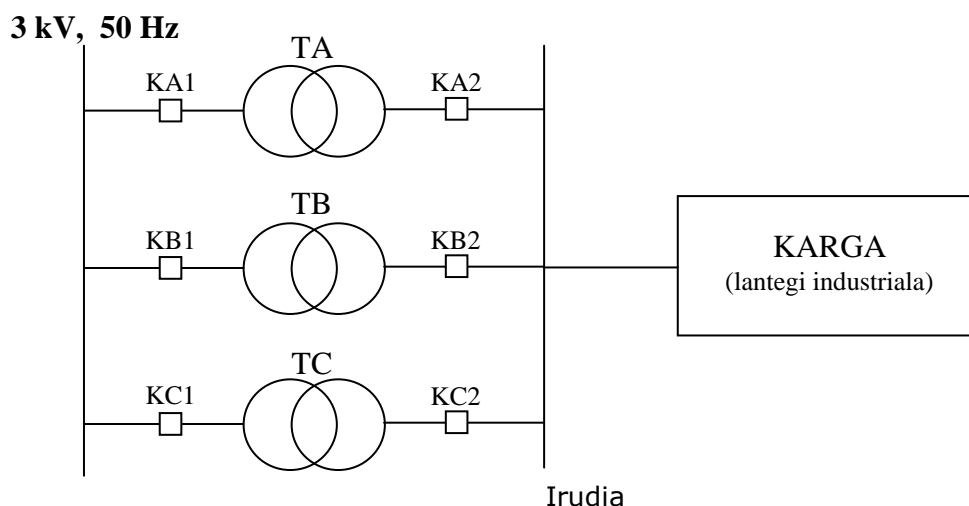 3 kV, 50 Hz
TA
KA1
KA2
TB
KB1
KB2
KARGA
(lantegi industriala)
TC
KC1
KC2
Irudia